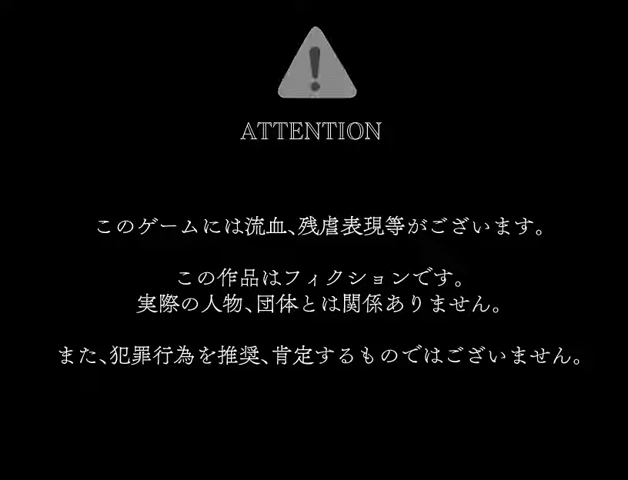 ATTENTION
このゲームには流血、残虐表現等がございます。
この作品はフィクションです。
実際の人物、団体とは関係ありません。
また、犯罪行為を推奨、肯定するものではございません。